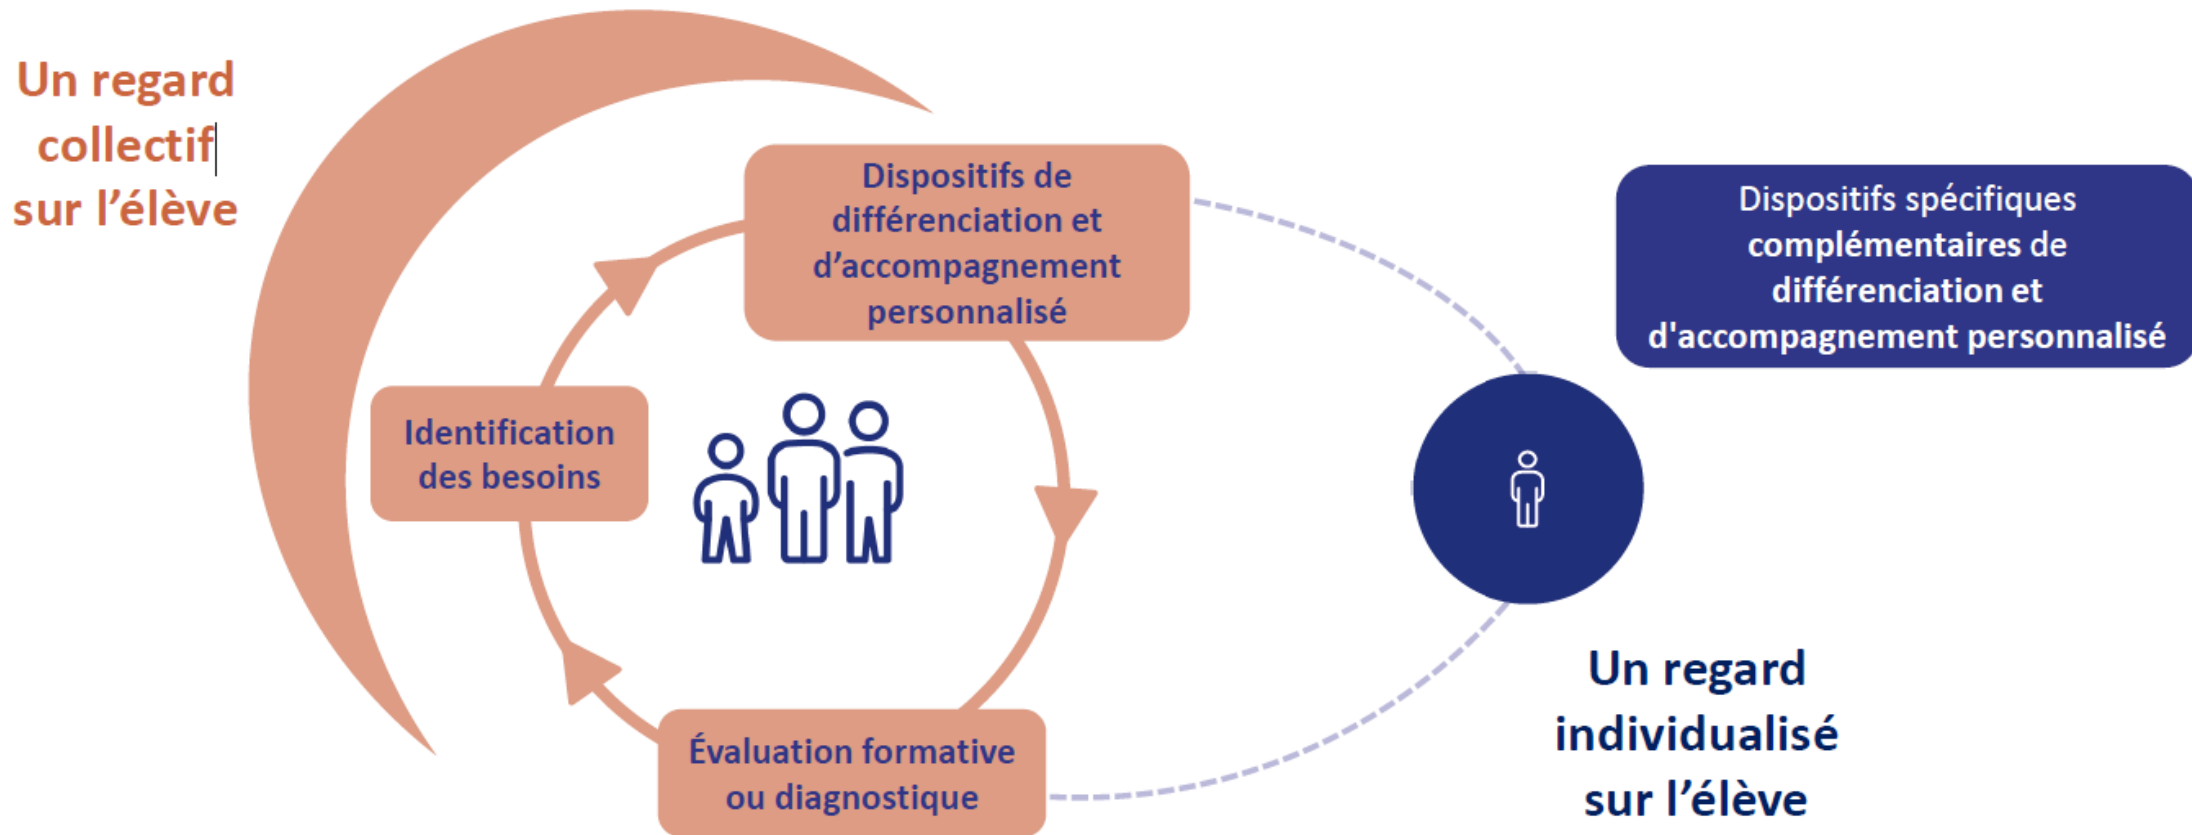 Un regard
collectif
sur l'élève
Dispositifs de
différenciation et
d'accompagnement
personnalisé
Dispositifs spécifiques
complémentaires de
différenciation et
d'accompagnement personnalisé
Identification
des besoins
Évaluation formative
ou diagnostique
Un regard
individualisé
sur l'élève